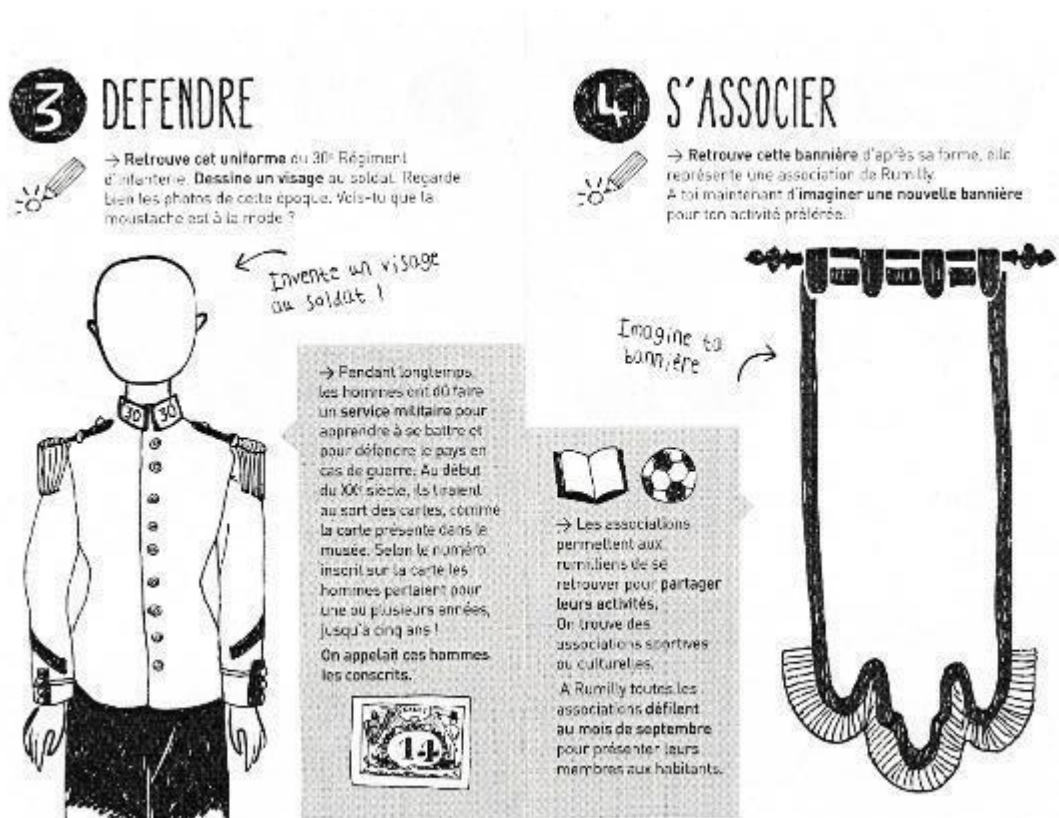 3 DEFENDRE
→ Retrouve cet uniforme du 30e Régiment
d'infanterie. Dessine un visage au soldat. Regarde
bien les photos de cette époque. Vois-tu que la
moustache est à la mode ?
Invente un visage
au soldat !
30 30
→ Pendant longtemps,
les hommes ont dû faire
un service militaire pour
apprendre à se battre et
pour défendre le pays en
cas de guerre. Au début
du XXe siècle, ils tiraient
au sort des cartes, comme
la carte présente dans le
musée. Selon le numéro
inscrit sur la carte les
hommes partaient pour
une ou plusieurs années,
jusqu'à cinq ans !
On appelait ces hommes
les conscrits.
14
4 S'ASSOCIER
→ Retrouve cette bannière d'après sa forme, elle
représente une association de Rumilly.
A toi maintenant d'imaginer une nouvelle bannière
pour ton activité préférée.
Imagine ta
bannière
→ Les associations
permettent aux
rumilliens de se
retrouver pour partager
leurs activités.
On trouve des
associations sportives
ou culturelles.
A Rumilly toutes les
associations défilent
au mois de septembre
pour présenter leurs
membres aux habitants.